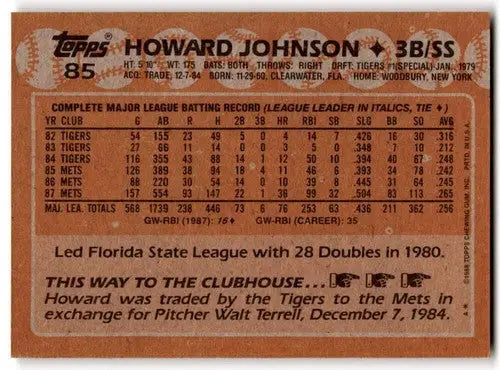 topps HOWARD JOHNSON ♦ 3B/SS
85 HT: 5' 10" WT: 175 BATS: BOTH THROWS: RIGHT DRFT: TIGERS #1(SPECIAL)-JAN., 1979
ACQ: TRADE, 12-7-84 BORN: 11-29-60, CLEARWATER, FLA. HOME: WOODBURY, NEW YORK
COMPLETE MAJOR LEAGUE BATTING RECORD (LEAGUE LEADER IN ITALICS, TIE ♦)
YR CLUB G AB R H 2B 3B HR RBI SB SLG BB SO AVG
82 TIGERS 54 155 23 49 5 0 4 14 7 .426 16 30 .316
83 TIGERS 27 66 11 14 0 0 3 5 0 .348 7 10 .212
84 TIGERS 116 355 43 88 14 1 12 50 10 .394 40 67 .248
85 METS 126 389 38 94 18 4 11 46 6 .393 34 78 .242
86 METS 88 220 30 54 14 0 10 39 8 .445 31 64 .245
87 METS 157 554 93 147 22 1 36 99 32 .504 83 113 .265
MAJ. LEA. TOTALS 568 1739 238 446 73 6 76 253 63 .438 211 362 .256
GW-RBI (1987): 16♦ GW-RBI (CAREER): 35
Led Florida State League with 28 Doubles in 1980.
THIS WAY TO THE CLUBHOUSE...
Howard was traded by the Tigers to the Mets in
exchange for Pitcher Walt Terrell, December 7, 1984.
A★ ©1988 TOPPS CHEWING GUM, INC. PRTD. IN U.S.A.